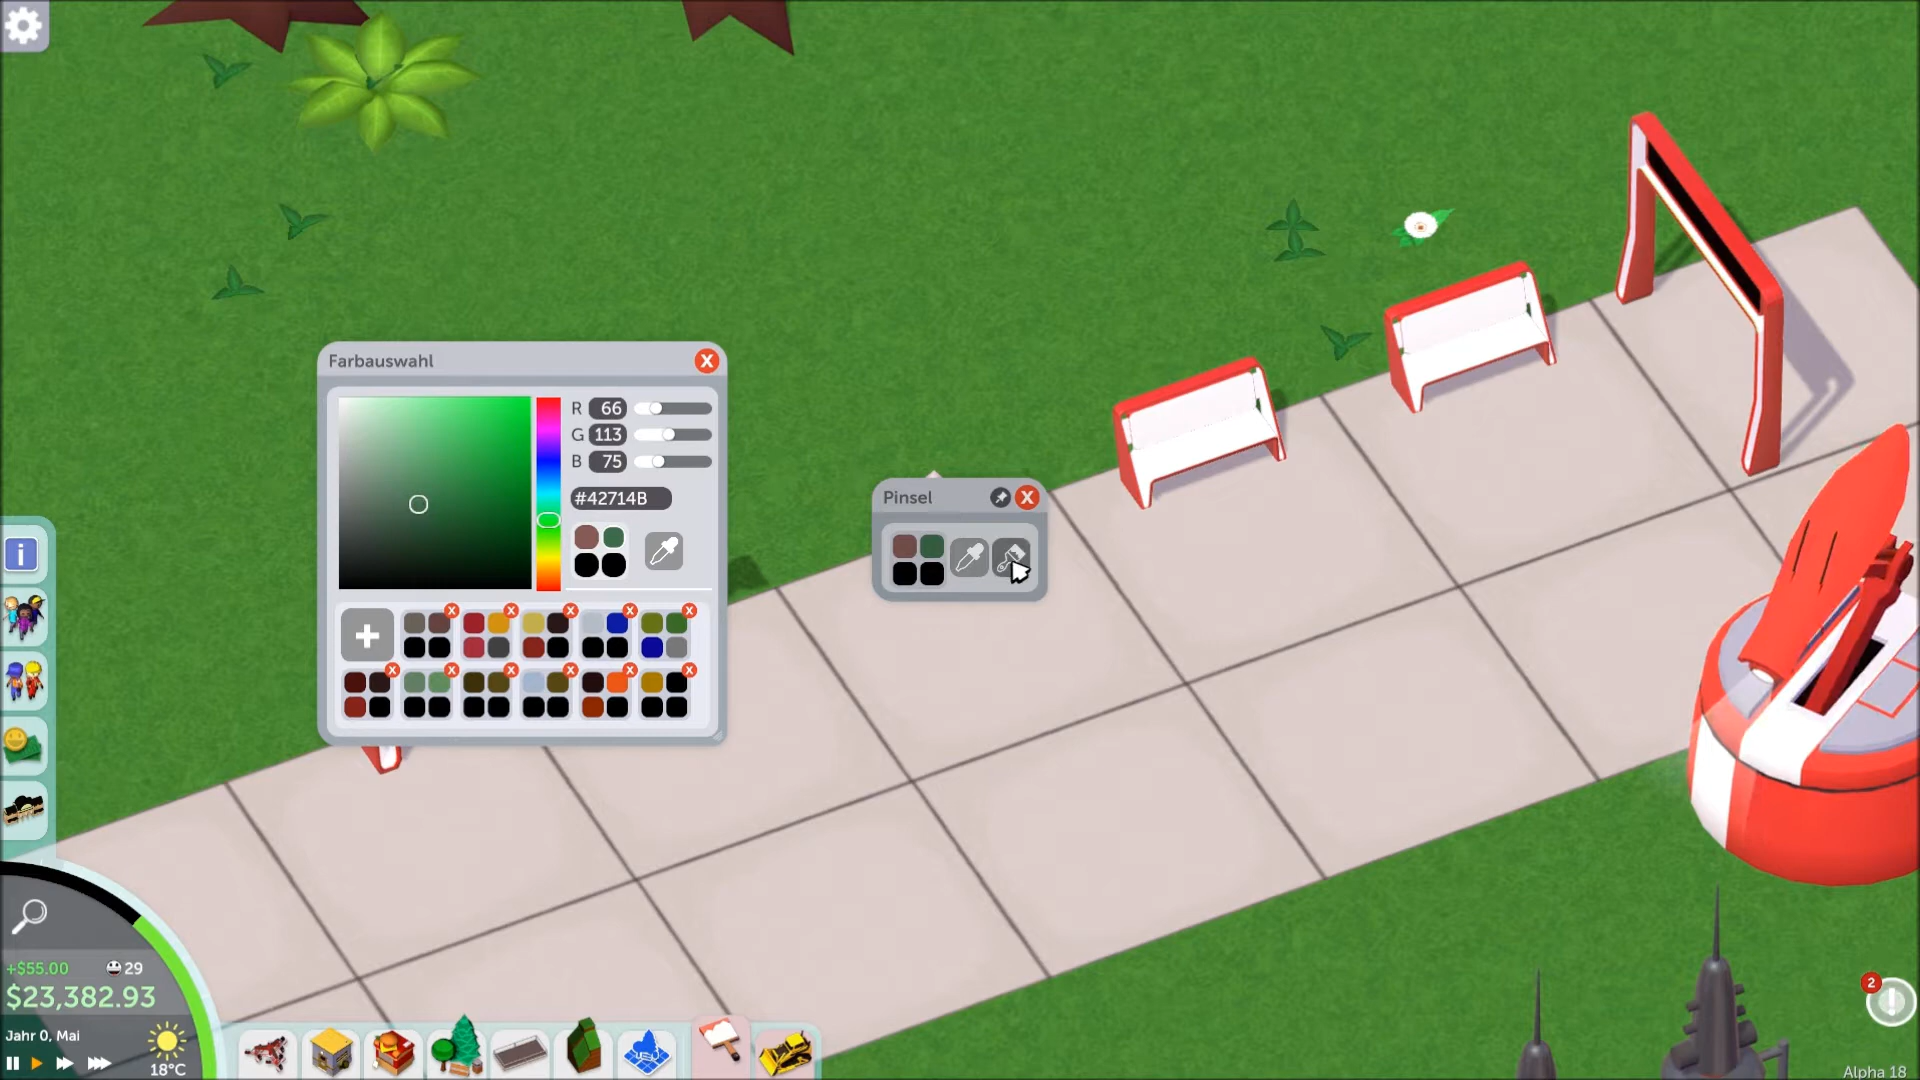 Farbauswahl
R 66
G 113
B 75
#42714B
Pinsel
+$55.00 29
$23,382.93
Jahr 0, Mai
18°C
2
Alpha 18